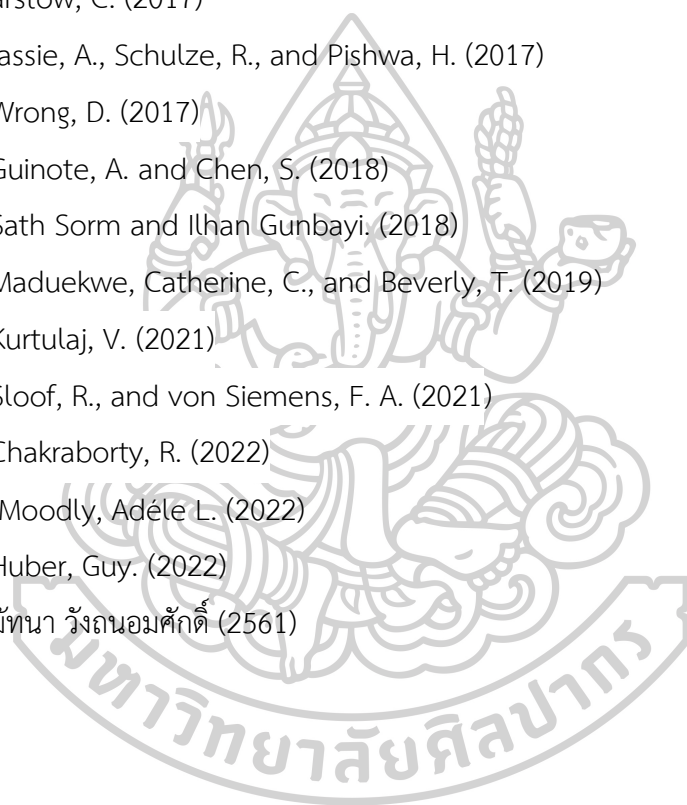 arstow, C. (2017)
assie, A., Schulze, R., and Pishwa, H. (2017)
Wrong, D. (2017)
Guinote, A. and Chen, S. (2018)
Sath Sorm and Ilhan Gunbayi. (2018)
Maduekwe, Catherine, C., and Beverly, T. (2019)
Kurtulaj, V. (2021)
Sloof, R., and von Siemens, F. A. (2021)
Chakraborty, R. (2022)
Moodly, Adéle L. (2022)
Huber, Guy. (2022)
มัทนา วังถนอมศักดิ์ (2561)
มหาวิทยาลัยศิลปากร